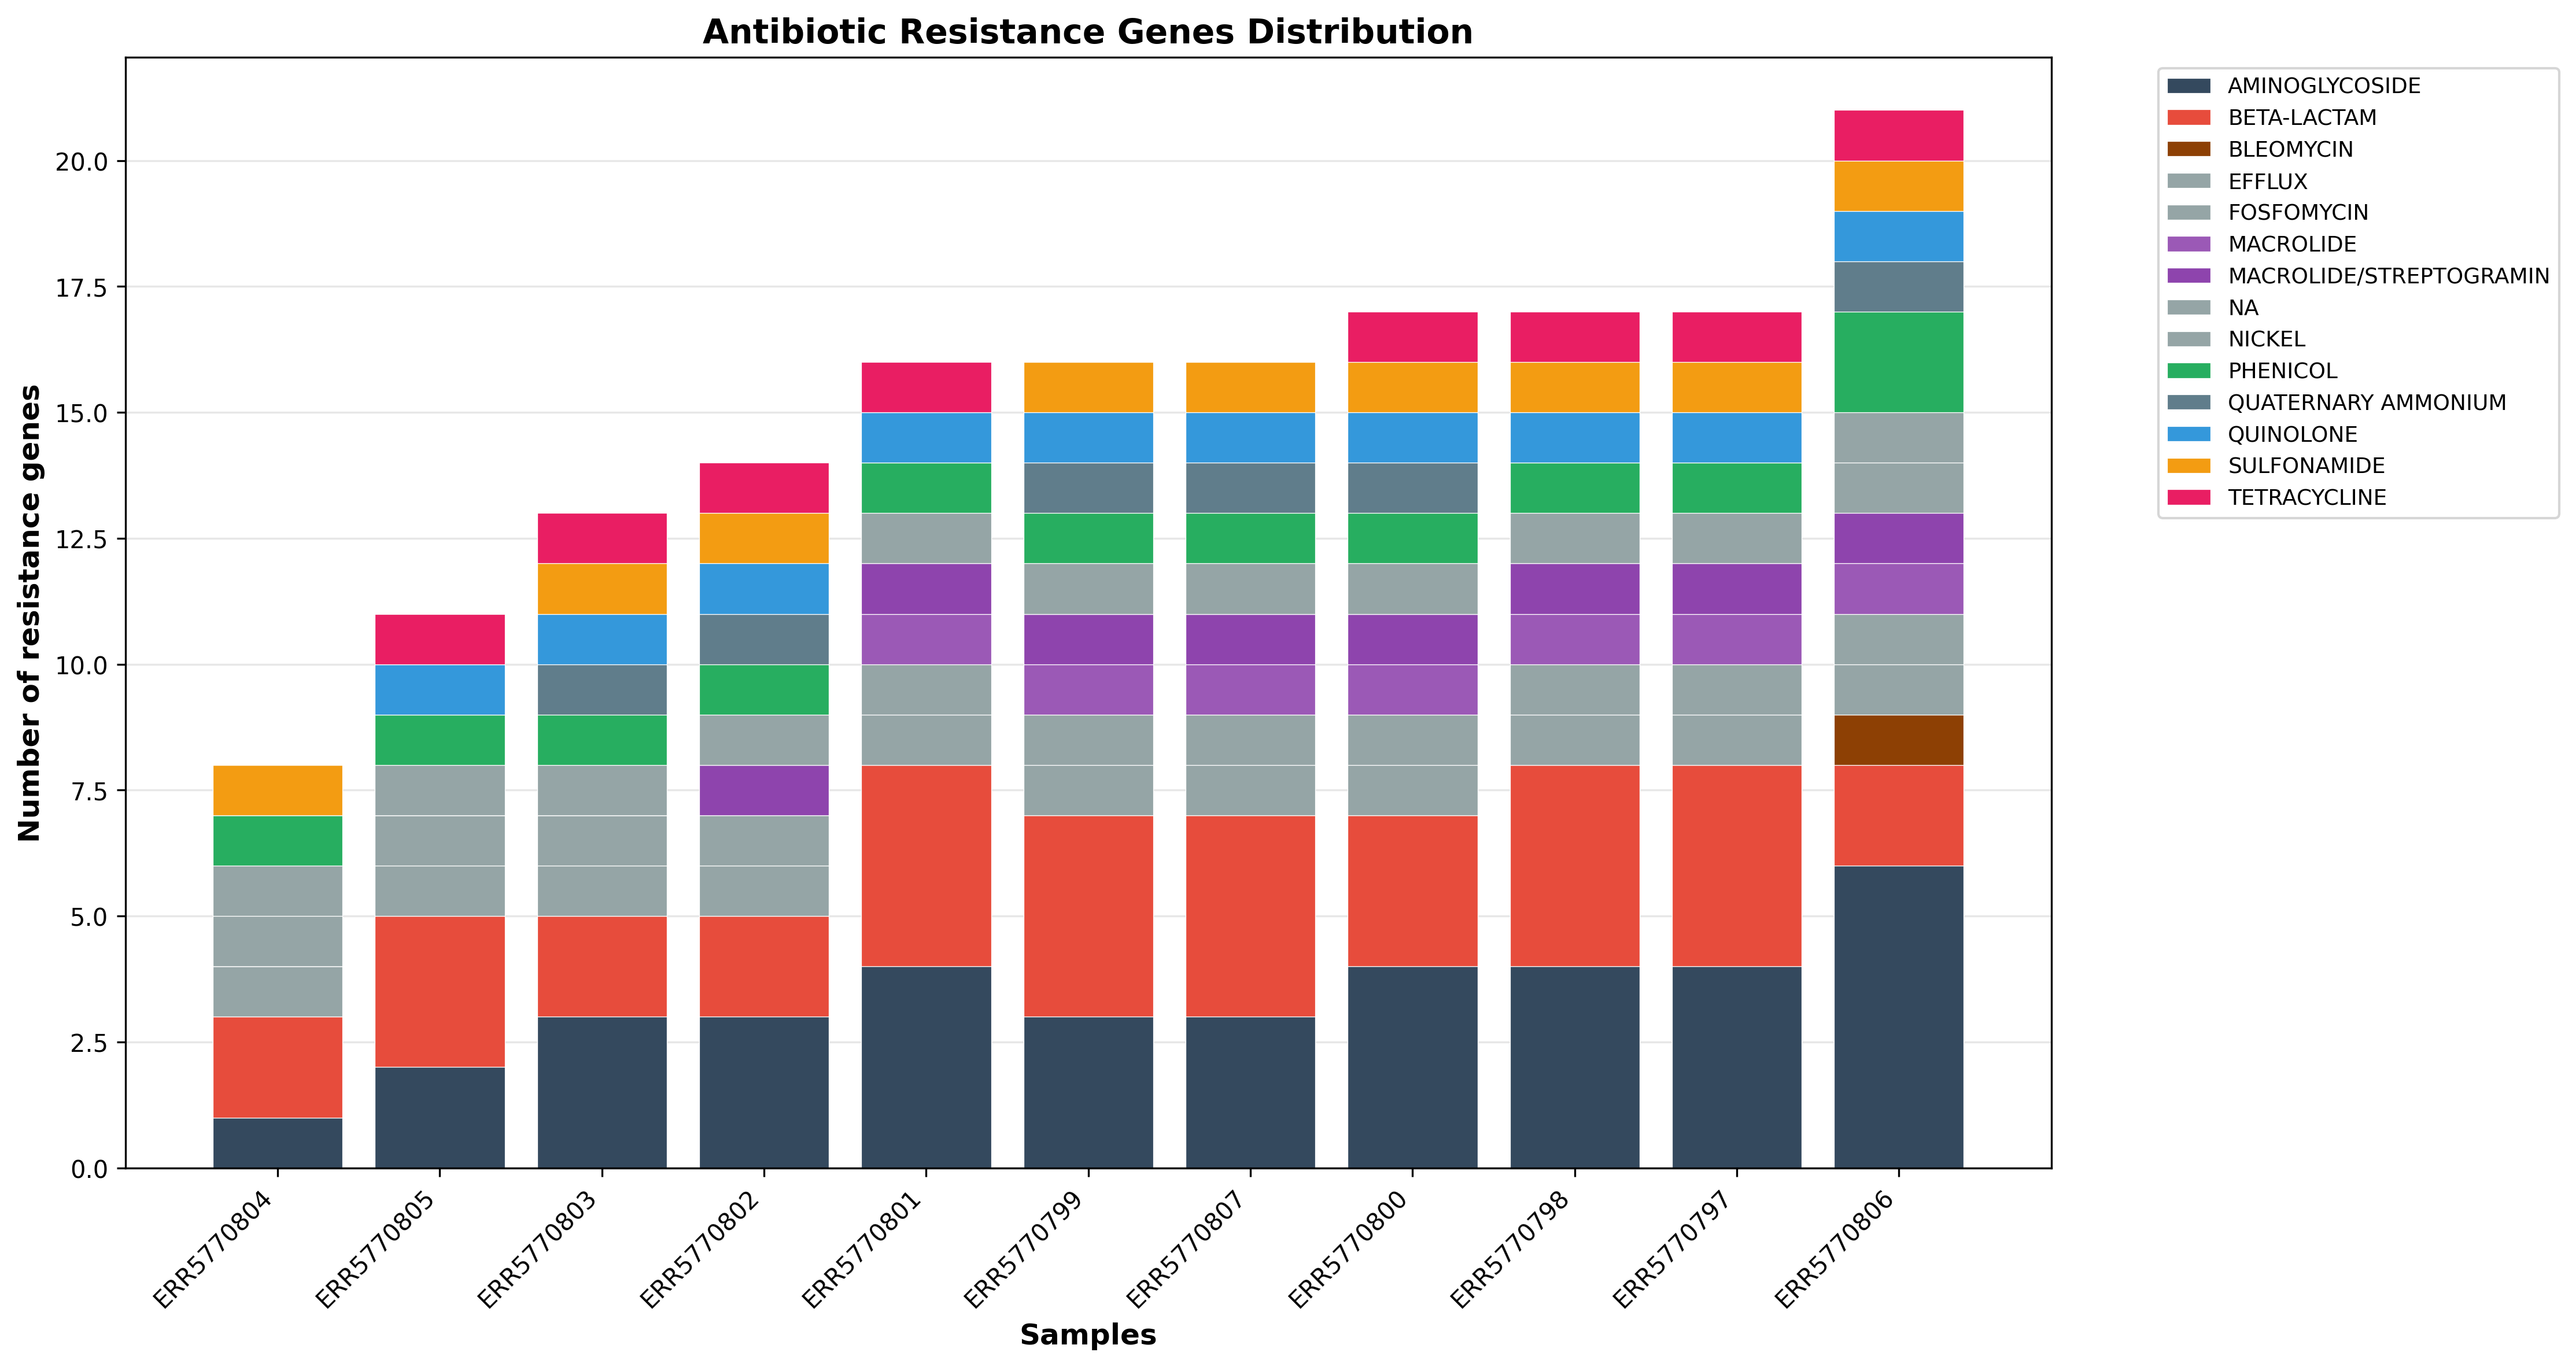 Antibiotic Resistance Genes Distribution
Number of resistance genes
20.0
17.5
15.0
12.5
10.0
7.5
5.0
2.5
0.0
ERR5770804
ERR5770805
ERR5770803
ERR5770802
ERR5770801
ERR5770799
ERR5770807
ERR5770800
ERR5770798
ERR5770797
ERR5770806
Samples
AMINOGLYCOSIDE
BETA-LACTAM
BLEOMYCIN
EFFLUX
FOSFOMYCIN
MACROLIDE
MACROLIDE/STREPTOGRAMIN
NA
NICKEL
PHENICOL
QUATERNARY AMMONIUM
QUINOLONE
SULFONAMIDE
TETRACYCLINE